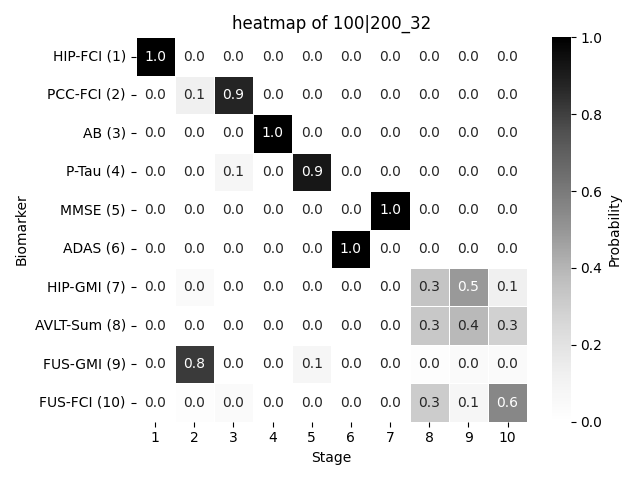 heatmap of 100|200_32
Biomarker
HIP-FCI (1) 1.0 0.0 0.0 0.0 0.0 0.0 0.0 0.0 0.0 0.0
PCC-FCI (2) 0.0 0.1 0.9 0.0 0.0 0.0 0.0 0.0 0.0 0.0
AB (3) 0.0 0.0 0.0 1.0 0.0 0.0 0.0 0.0 0.0 0.0
P-Tau (4) 0.0 0.0 0.1 0.0 0.9 0.0 0.0 0.0 0.0 0.0
MMSE (5) 0.0 0.0 0.0 0.0 0.0 0.0 1.0 0.0 0.0 0.0
ADAS (6) 0.0 0.0 0.0 0.0 0.0 1.0 0.0 0.0 0.0 0.0
HIP-GMI (7) 0.0 0.0 0.0 0.0 0.0 0.0 0.0 0.3 0.5 0.1
AVLT-Sum (8) 0.0 0.0 0.0 0.0 0.0 0.0 0.0 0.3 0.4 0.3
FUS-GMI (9) 0.0 0.8 0.0 0.0 0.1 0.0 0.0 0.0 0.0 0.0
FUS-FCI (10) 0.0 0.0 0.0 0.0 0.0 0.0 0.0 0.3 0.1 0.6
1 2 3 4 5 6 7 8 9 10
Stage
1.0
0.8
0.6
0.4
0.2
0.0
Probability